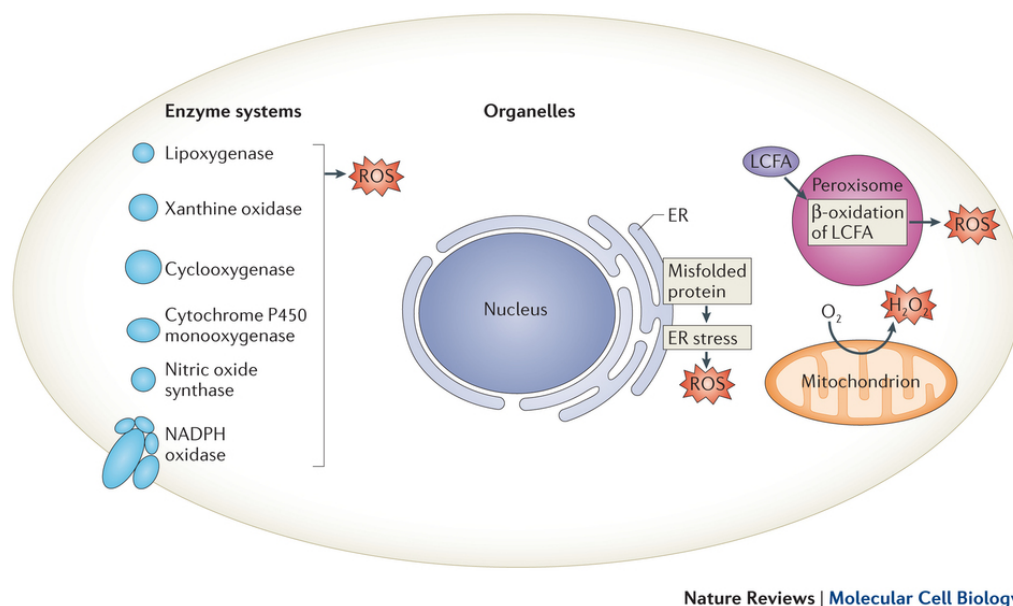 Enzyme systems
Organelles
Lipoxygenase
ROS
Xanthine oxidase
Cyclooxygenase
Cytochrome P450
monooxygenase
Nitric oxide
synthase
NADPH
oxidase
Nucleus
ER
Misfolded
protein
ER stress
ROS
LCFA
Peroxisome
β-oxidation
of LCFA
ROS
O₂
H₂O₂
Mitochondrion
Nature Reviews | Molecular Cell Biology